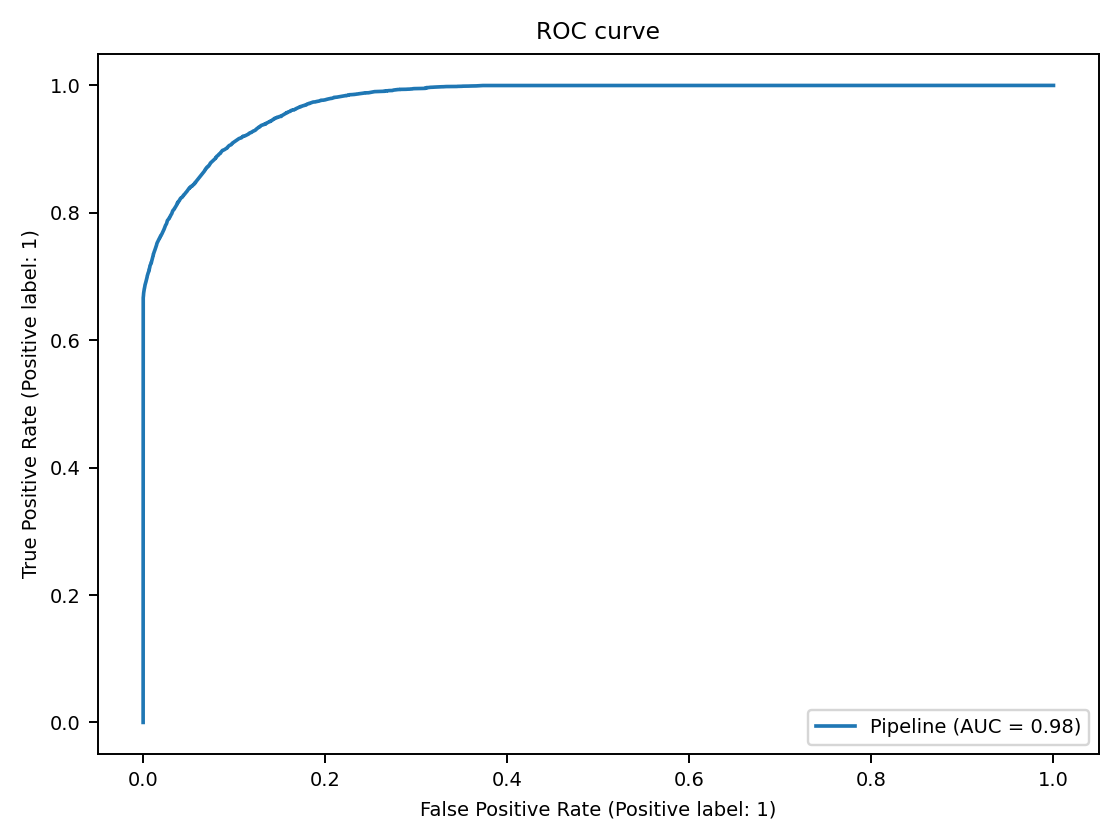 ROC curve
True Positive Rate (Positive label: 1)
1.0
0.8
0.6
0.4
0.2
0.0
Pipeline (AUC = 0.98)
0.0 0.2 0.4 0.6 0.8 1.0
False Positive Rate (Positive label: 1)